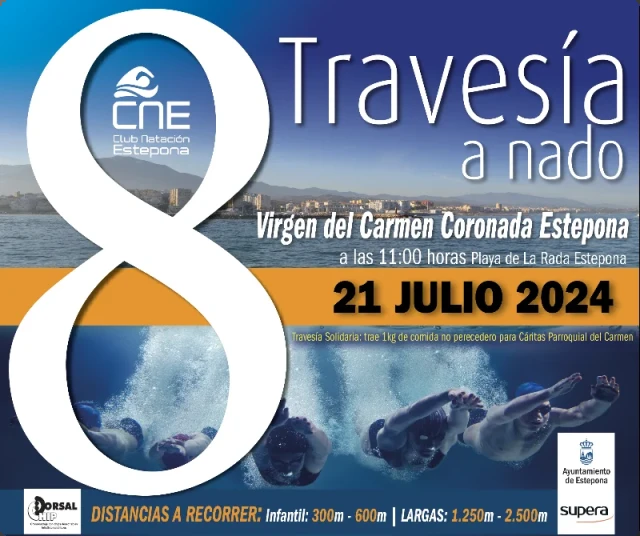 8
Travesía
a nado
CNE
Club Natación
Estepona
Virgen del Carmen Coronada Estepona
a las 11:00 horas Playa de La Rada Estepona
21 JULIO 2024
Travesía Solidaria: trae 1kg de comida no perecedero para Cáritas Parroquial del Carmen
Ayuntamiento
de Estepona
supera
DORSAL
CHIP
DISTANCIAS A RECORRER: Infantil: 300m - 600m | LARGAS: 1.250m - 2.500m